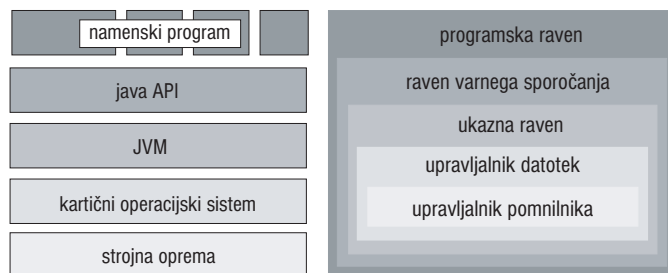 namenski program
java API
JVM
kartični operacijski sistem
strojna oprema
programska raven
raven varnega sporočanja
ukazna raven
upravljalnik datotek
upravljalnik pomnilnika